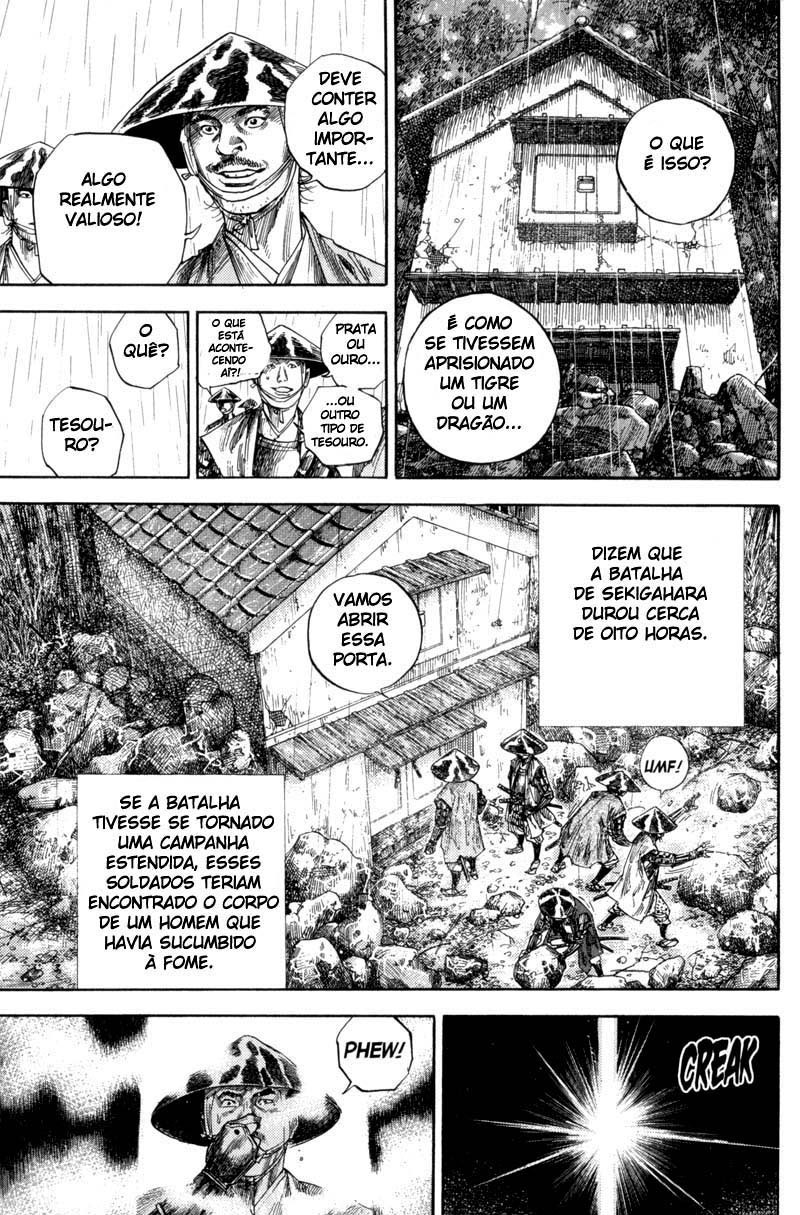 O QUE
É ISSO?
É COMO
SE TIVESSEM
APRISIONADO
UM TIGRE
OU UM
DRAGÃO...
DEVE
CONTER
ALGO
IMPOR-
TANTE...
ALGO
REALMENTE
VALIOSO!
PRATA
OU
OURO...
...OU
OUTRO
TIPO DE
TESOURO.
O QUE
ESTÁ
ACONTE-
CENDO
AÍ?!
O
QUÊ?
TESOU-
RO?
DIZEM QUE
A BATALHA
DE SEKIGAHARA
DUROU CERCA
DE OITO HORAS.
VAMOS
ABRIR
ESSA
PORTA.
UMF!
SE A BATALHA
TIVESSE SE TORNADO
UMA CAMPANHA
ESTENDIDA, ESSES
SOLDADOS TERIAM
ENCONTRADO O CORPO
DE UM HOMEM QUE
HAVIA SUCUMBIDO
À FOME.
CREAK
PHEW!